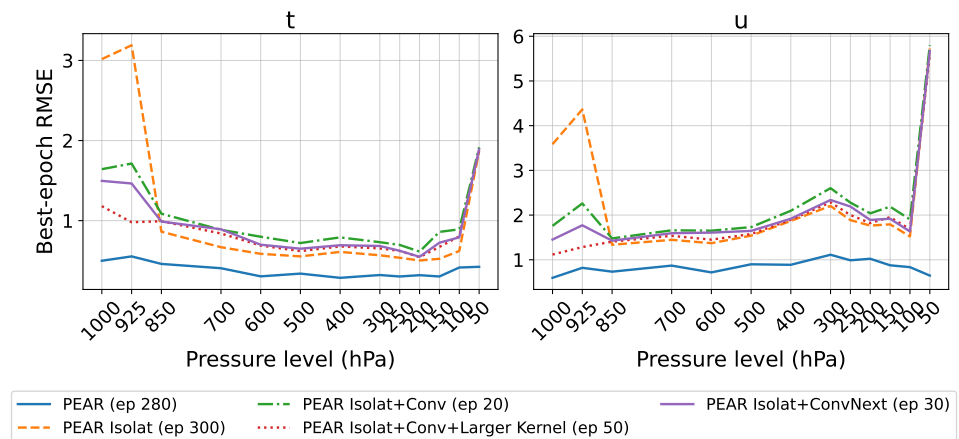 t
u
Best-epoch RMSE
3
2
1
6
5
4
3
2
1
1000 925 850 700 600 500 400 300 250 200 150 100 50
1000 925 850 700 600 500 400 300 250 200 150 100 50
Pressure level (hPa)
Pressure level (hPa)
PEAR (ep 280)
PEAR Isolat (ep 300)
PEAR Isolat+Conv (ep 20)
PEAR Isolat+Conv+Larger Kernel (ep 50)
PEAR Isolat+ConvNext (ep 30)